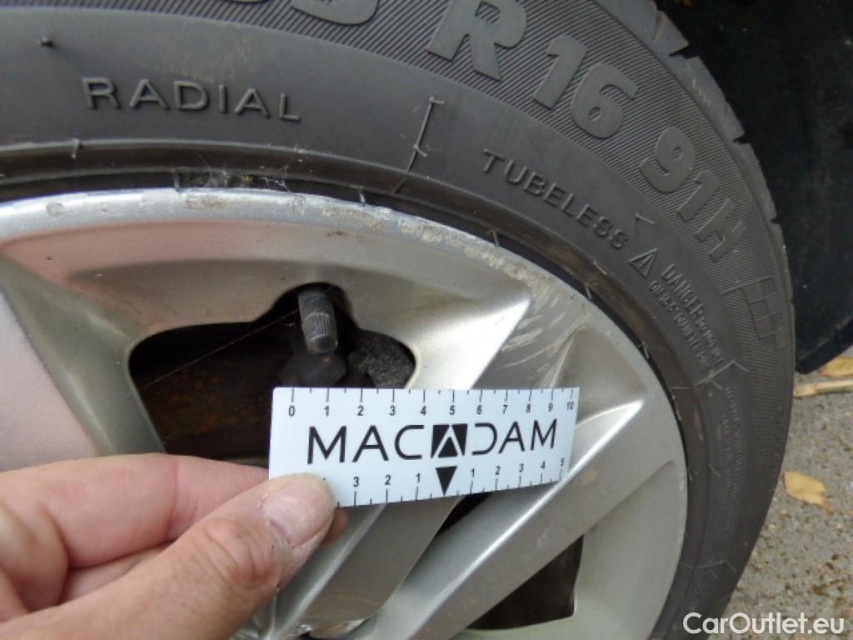 R 16 91H
RADIAL
TUBELESS
DANGER
0 1 2 3 4 5 6 7 8 9 10
MACADAM
3 2 1 1 2 3 4 5
CarOutlet.eu